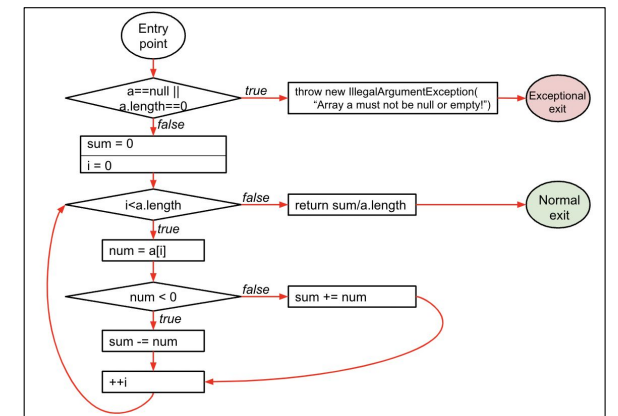 Entry
point
a==null ||
a.length==0
true
throw new IllegalArgumentException(
“Array a must not be null or empty!”)
Exceptional
exit
false
sum = 0
i = 0
i<a.length
false
return sum/a.length
Normal
exit
true
num = a[i]
num < 0
false
sum += num
true
sum -= num
++i